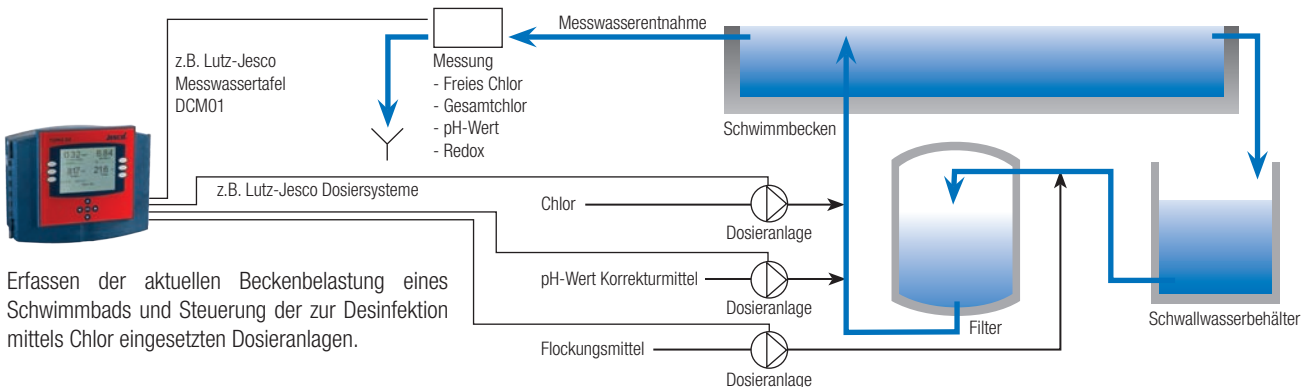 Messwasserentnahme
z.B. Lutz-Jesco
Messwassertafel
DCM01
Messung
- Freies Chlor
- Gesamtchlor
- pH-Wert
- Redox
Schwimmbecken
z.B. Lutz-Jesco Dosiersysteme
Chlor
Dosieranlage
pH-Wert Korrekturmittel
Dosieranlage
Flockungsmittel
Dosieranlage
Filter
Schwallwasserbehälter
Erfassen der aktuellen Beckenbelastung eines
Schwimmbads und Steuerung der zur Desinfektion
mittels Chlor eingesetzten Dosieranlagen.